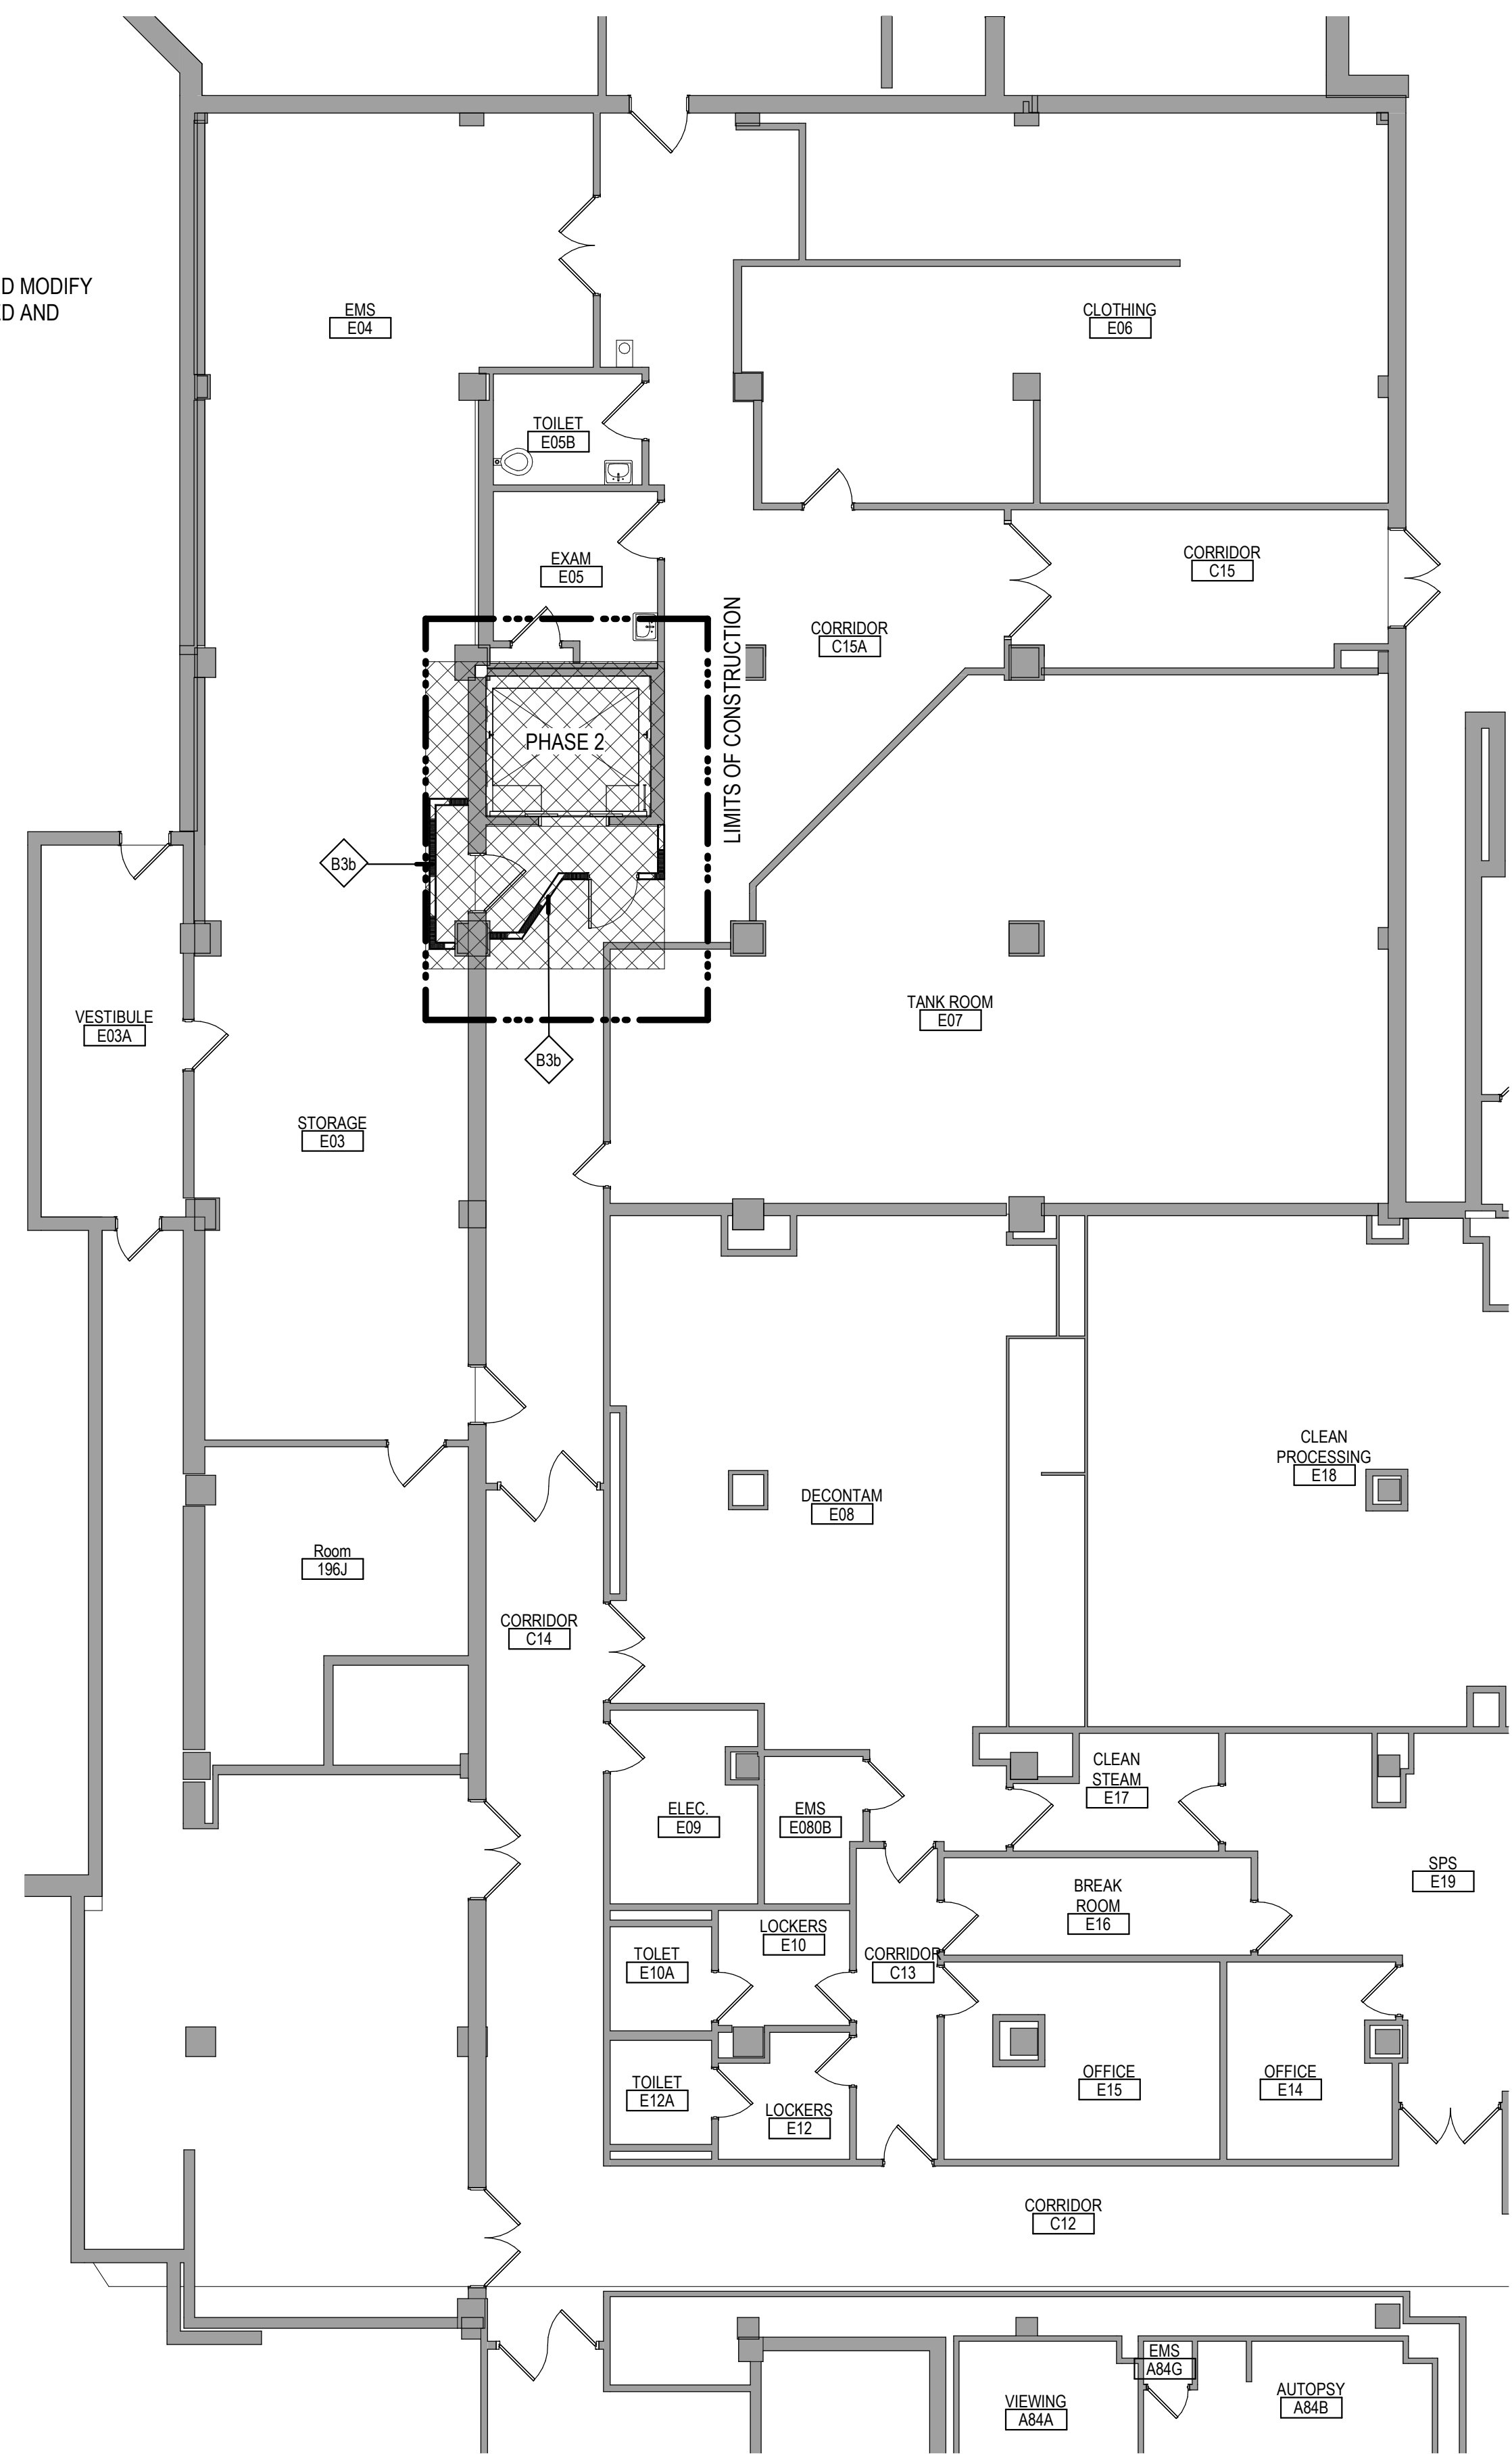 D MODIFY
ED AND
EMS
E04
CLOTHING
E06
TOILET
E05B
EXAM
E05
CORRIDOR
C15
CORRIDOR
C15A
LIMITS OF CONSTRUCTION
PHASE 2
B3b
B3b
VESTIBULE
E03A
TANK ROOM
E07
STORAGE
E03
CLEAN
PROCESSING
E18
DECONTAM
E08
Room
196J
CORRIDOR
C14
CLEAN
STEAM
E17
ELEC.
E09
EMS
E080B
SPS
E19
BREAK
ROOM
E16
LOCKERS
E10
TOLET
E10A
CORRIDOR
C13
OFFICE
E15
OFFICE
E14
TOILET
E12A
LOCKERS
E12
CORRIDOR
C12
EMS
A84G
VIEWING
A84A
AUTOPSY
A84B